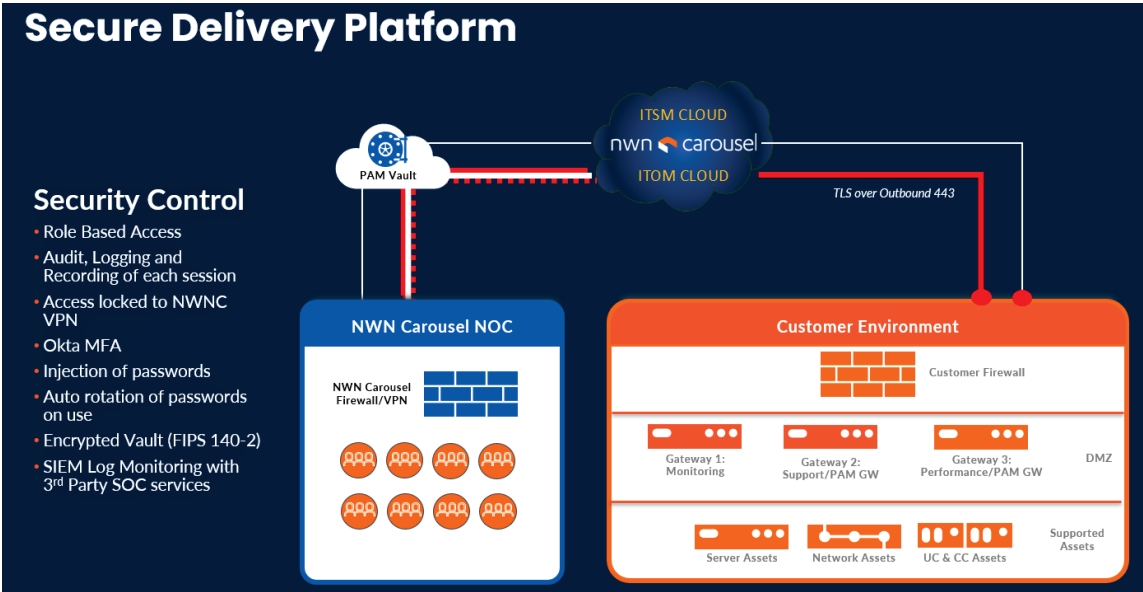 Secure Delivery Platform
ITSM CLOUD
nwn carousel
ITOM CLOUD
PAM Vault
TLS over Outbound 443
Security Control
• Role Based Access
• Audit, Logging and
Recording of each session
• Access locked to NWNC
VPN
• Okta MFA
• Injection of passwords
• Auto rotation of passwords
on use
• Encrypted Vault (FIPS 140-2)
• SIEM Log Monitoring with
3rd Party SOC services
NWN Carousel NOC
NWN Carousel
Firewall/VPN
Customer Environment
Customer Firewall
Gateway 1:
Monitoring
Gateway 2:
Support/PAM GW
Gateway 3:
Performance/PAM GW
DMZ
Server Assets
Network Assets
UC & CC Assets
Supported
Assets